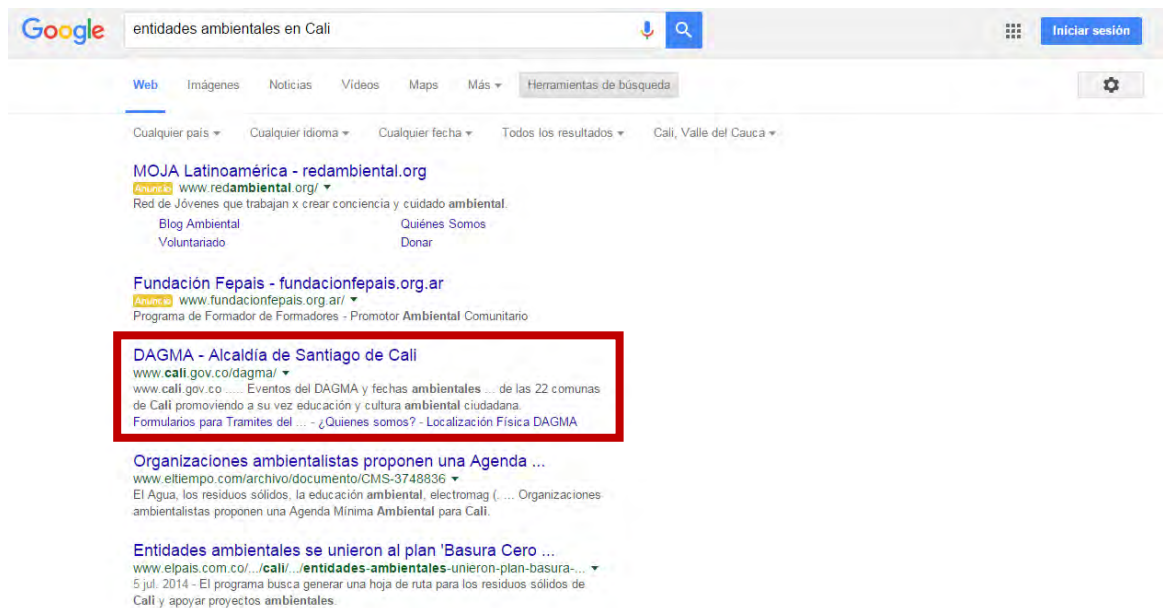 Google
entidades ambientales en Cali
Iniciar sesión
Web Imágenes Noticias Vídeos Maps Más Herramientas de búsqueda
Cualquier país Cualquier idioma Cualquier fecha Todos los resultados Cali, Valle del Cauca
MOJA Latinoamérica - redambiental.org
Anuncio www.redambiental.org/
Red de Jóvenes que trabajan x crear conciencia y cuidado ambiental.
Blog Ambiental Quiénes Somos
Voluntariado Donar
Fundación Fepais - fundacionfepais.org.ar
Anuncio www.fundacionfepais.org.ar/
Programa de Formador de Formadores - Promotor Ambiental Comunitario
DAGMA - Alcaldía de Santiago de Cali
www.cali.gov.co/dagma/
www.cali.gov.co ..... Eventos del DAGMA y fechas ambientales ... de las 22 comunas
de Cali promoviendo a su vez educación y cultura ambiental ciudadana.
Formularios para Tramites del ... - ¿Quienes somos? - Localización Física DAGMA
Organizaciones ambientalistas proponen una Agenda ...
www.eltiempo.com/archivo/documento/CMS-3748836
El Agua, los residuos sólidos, la educación ambiental, electromag (. ... Organizaciones
ambientalistas proponen una Agenda Mínima Ambiental para Cali.
Entidades ambientales se unieron al plan 'Basura Cero ...
www.elpais.com.co/.../cali/.../entidades-ambientales-unieron-plan-basura-...
5 jul. 2014 - El programa busca generar una hoja de ruta para los residuos sólidos de
Cali y apoyar proyectos ambientales.